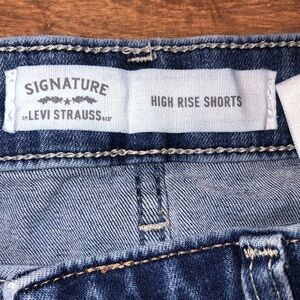 SIGNATURE
BY LEVI STRAUSS & CO
HIGH RISE SHORTS